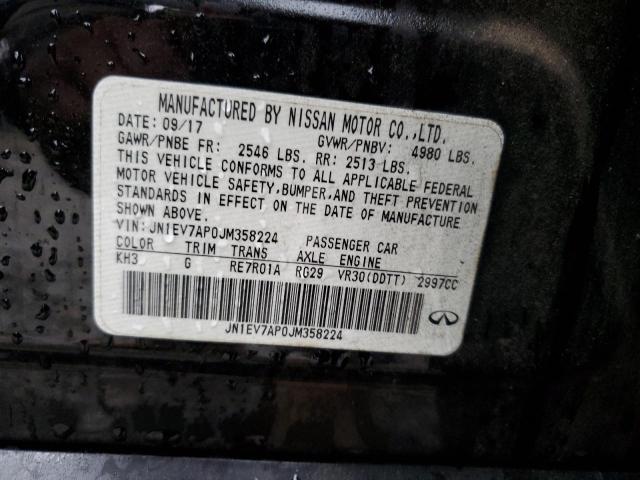 MANUFACTURED BY NISSAN MOTOR CO.,LTD.
DATE: 09/17 GVWR/PNBV: 4980 LBS.
GAWR/PNBE FR: 2546 LBS. RR: 2513 LBS.
THIS VEHICLE CONFORMS TO ALL APPLICABLE FEDERAL
MOTOR VEHICLE SAFETY,BUMPER,AND THEFT PREVENTION
STANDARDS IN EFFECT ON THE DATE OF MANUFACTURE
SHOWN ABOVE.
VIN:JN1EV7AP0JM358224 PASSENGER CAR
COLOR TRIM TRANS AXLE ENGINE
KH3 G RE7R01A RG29 VR30(DDTT) 2997CC
JN1EV7AP0JM358224